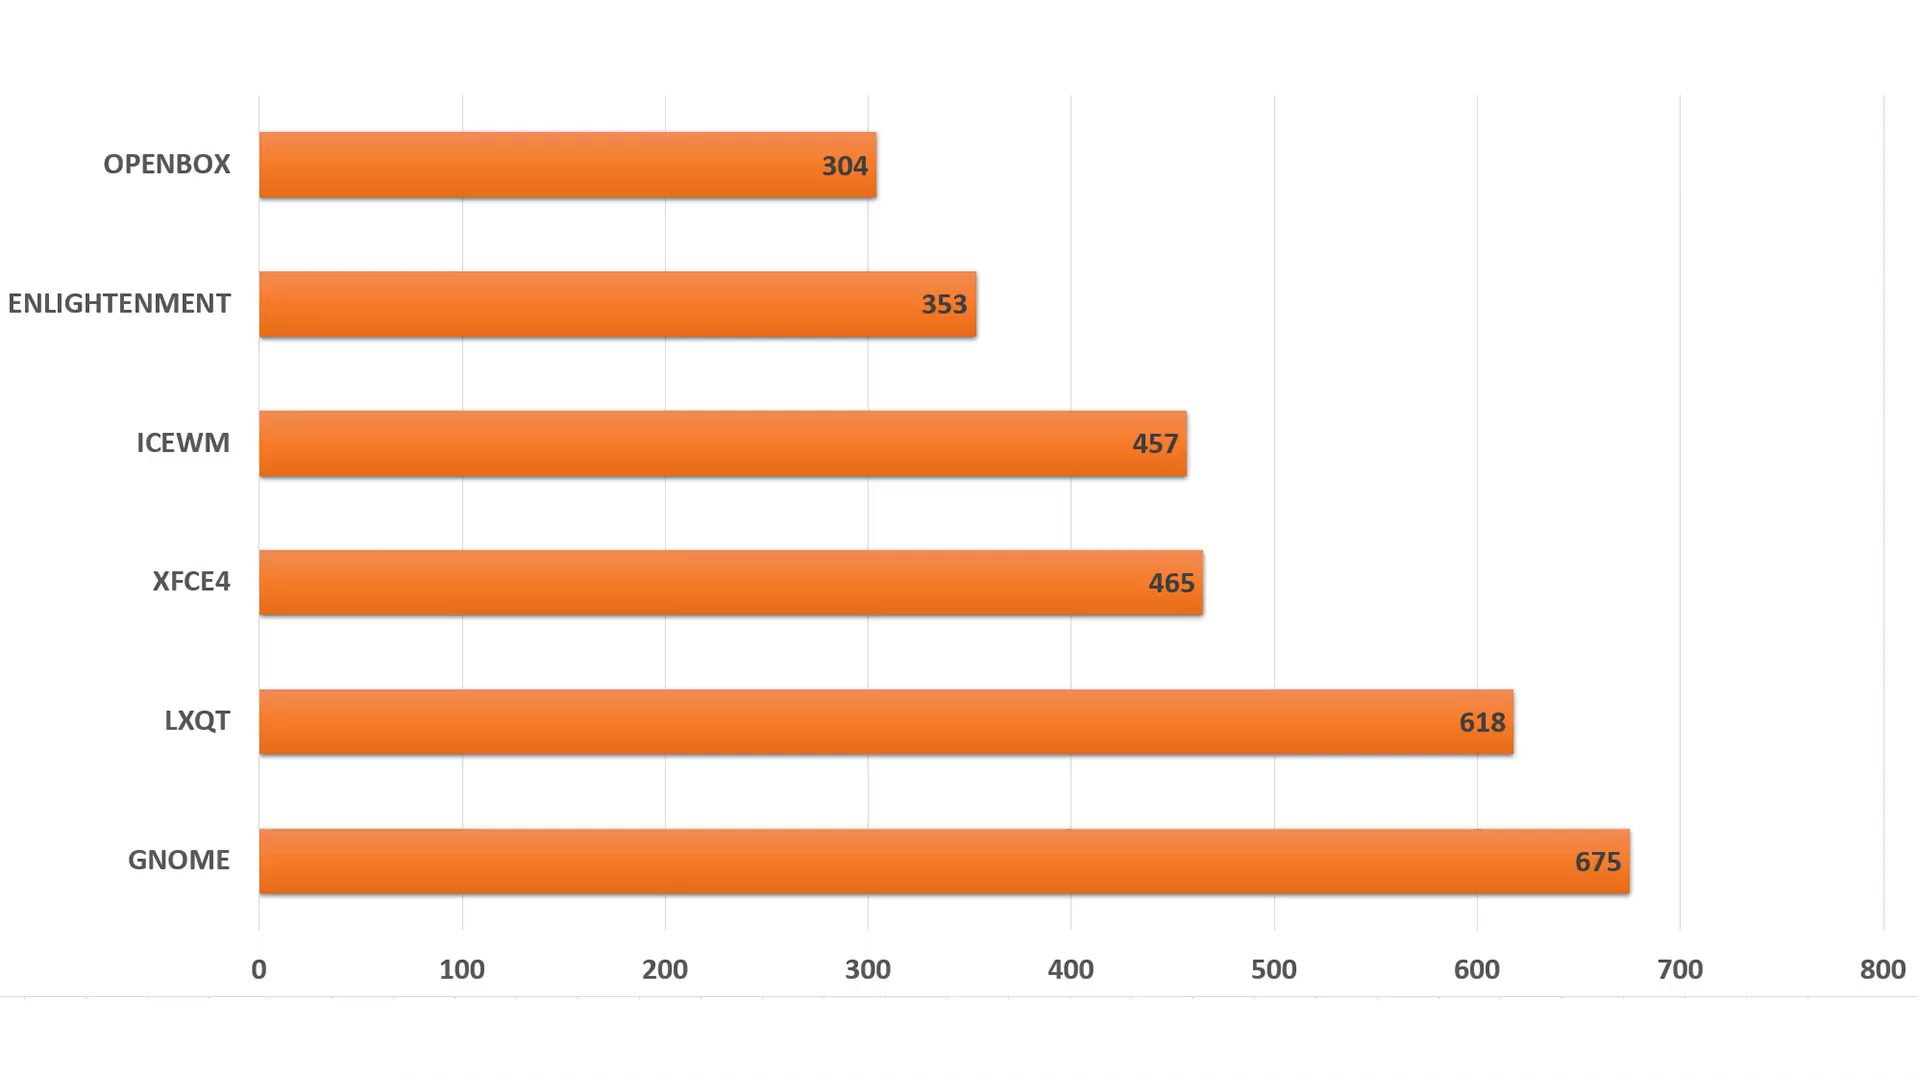 OPENBOX 304
ENLIGHTENMENT 353
ICEWM 457
XFCE4 465
LXQT 618
GNOME 675
0 100 200 300 400 500 600 700 800